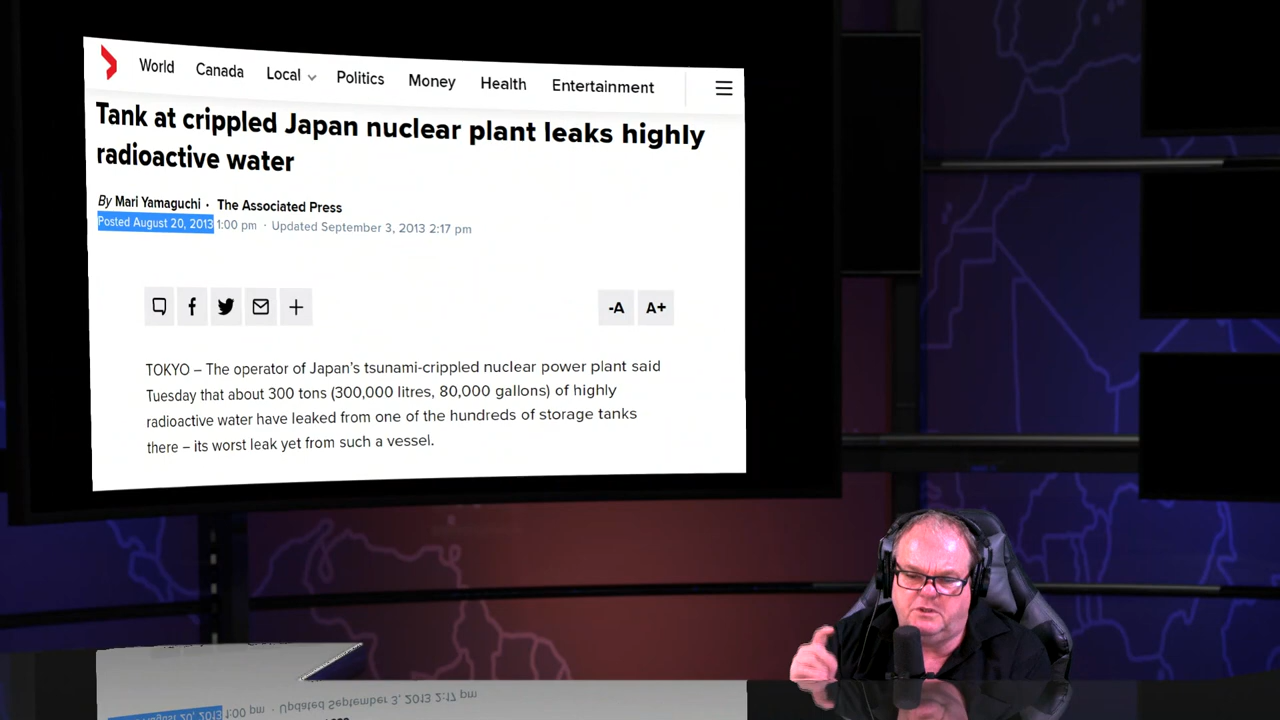 World Canada Local Politics Money Health Entertainment
Tank at crippled Japan nuclear plant leaks highly
radioactive water
By Mari Yamaguchi · The Associated Press
Posted August 20, 2013 1:00 pm · Updated September 3, 2013 2:17 pm
-A A+
TOKYO – The operator of Japan’s tsunami-crippled nuclear power plant said
Tuesday that about 300 tons (300,000 litres, 80,000 gallons) of highly
radioactive water have leaked from one of the hundreds of storage tanks
there – its worst leak yet from such a vessel.